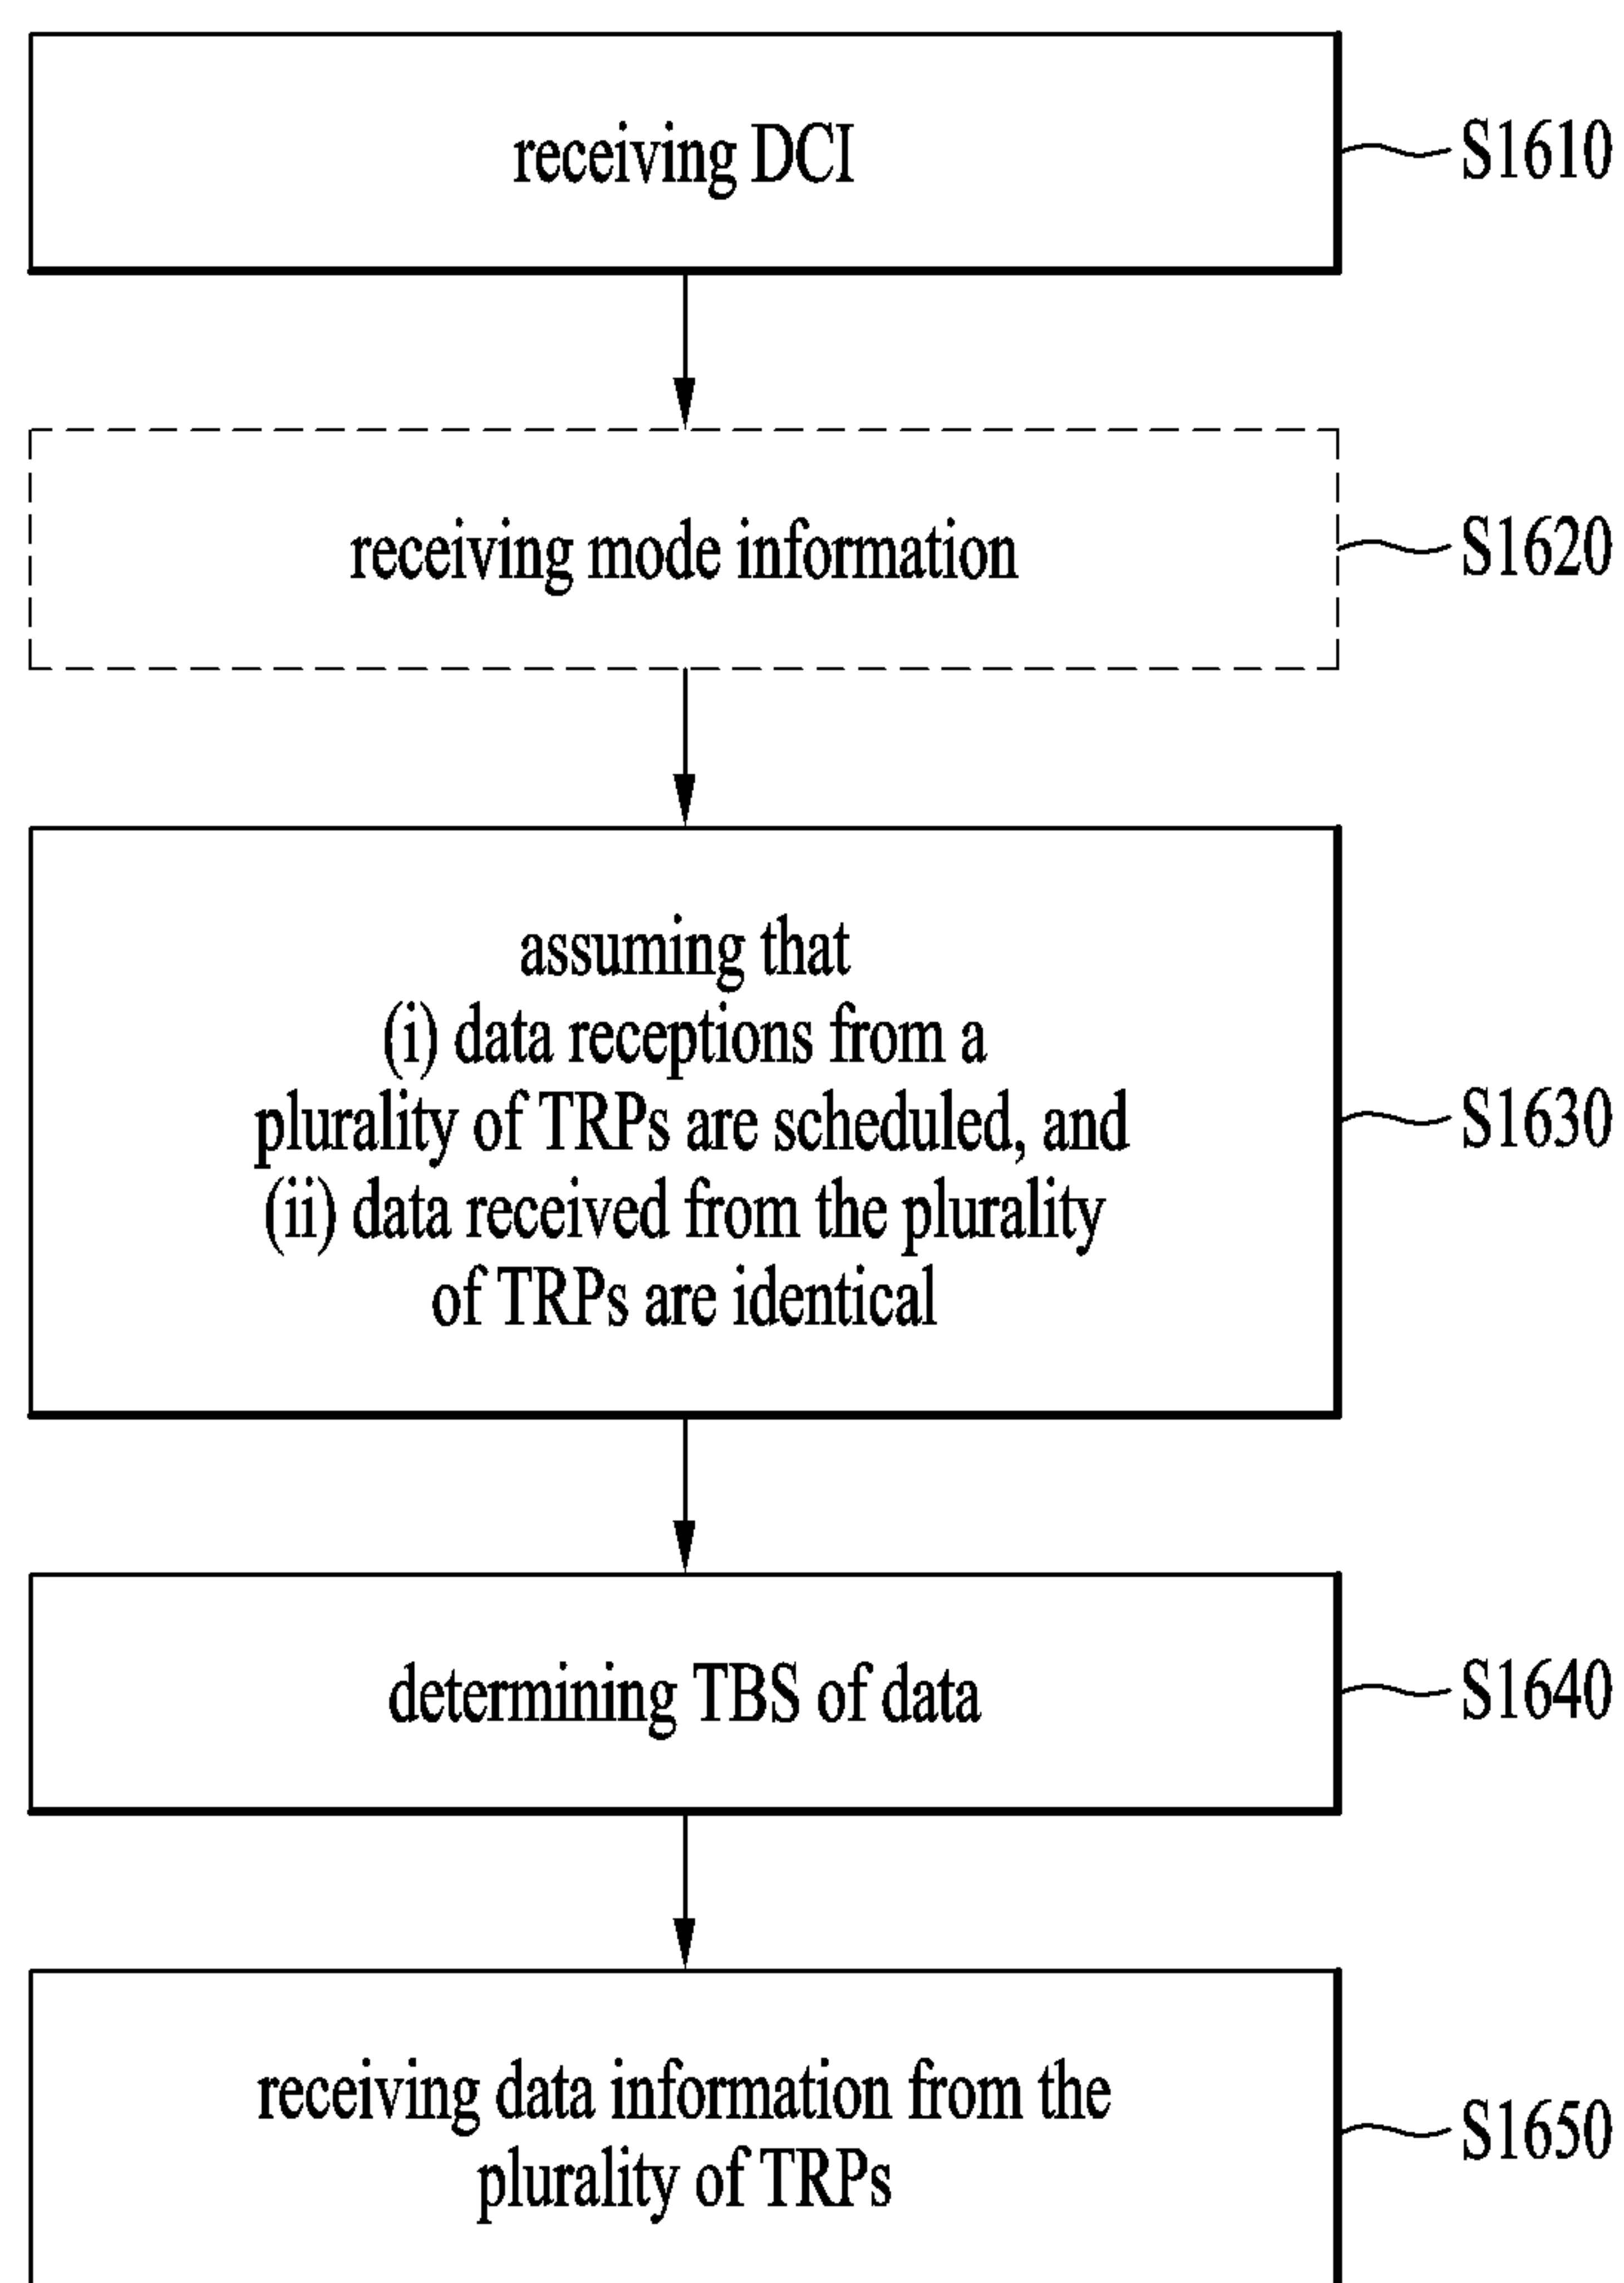 receiving DCI
S1610
receiving mode information
S1620
assuming that
(i) data receptions from a
plurality of TRPs are scheduled, and
(ii) data received from the plurality
of TRPs are identical
S1630
determining TBS of data
S1640
receiving data information from the
plurality of TRPs
S1650